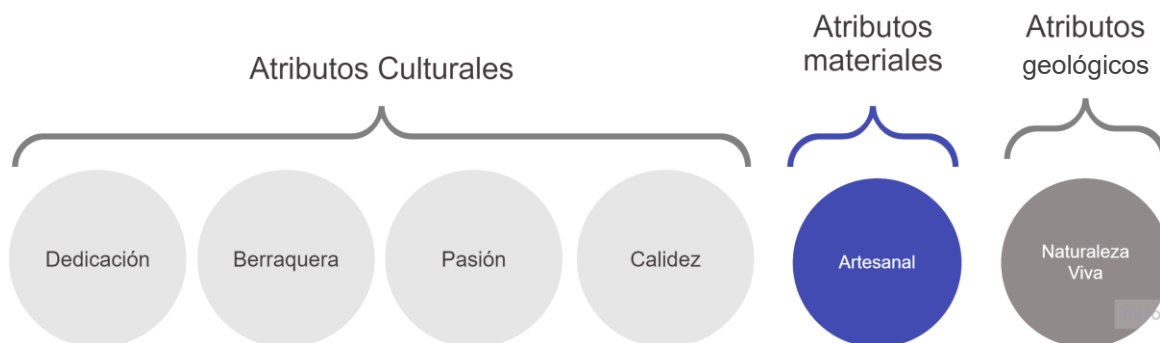 Atributos Culturales
Atributos
materiales
Atributos
geológicos
Dedicación
Berraquera
Pasión
Calidez
Artesanal
Naturaleza
Viva